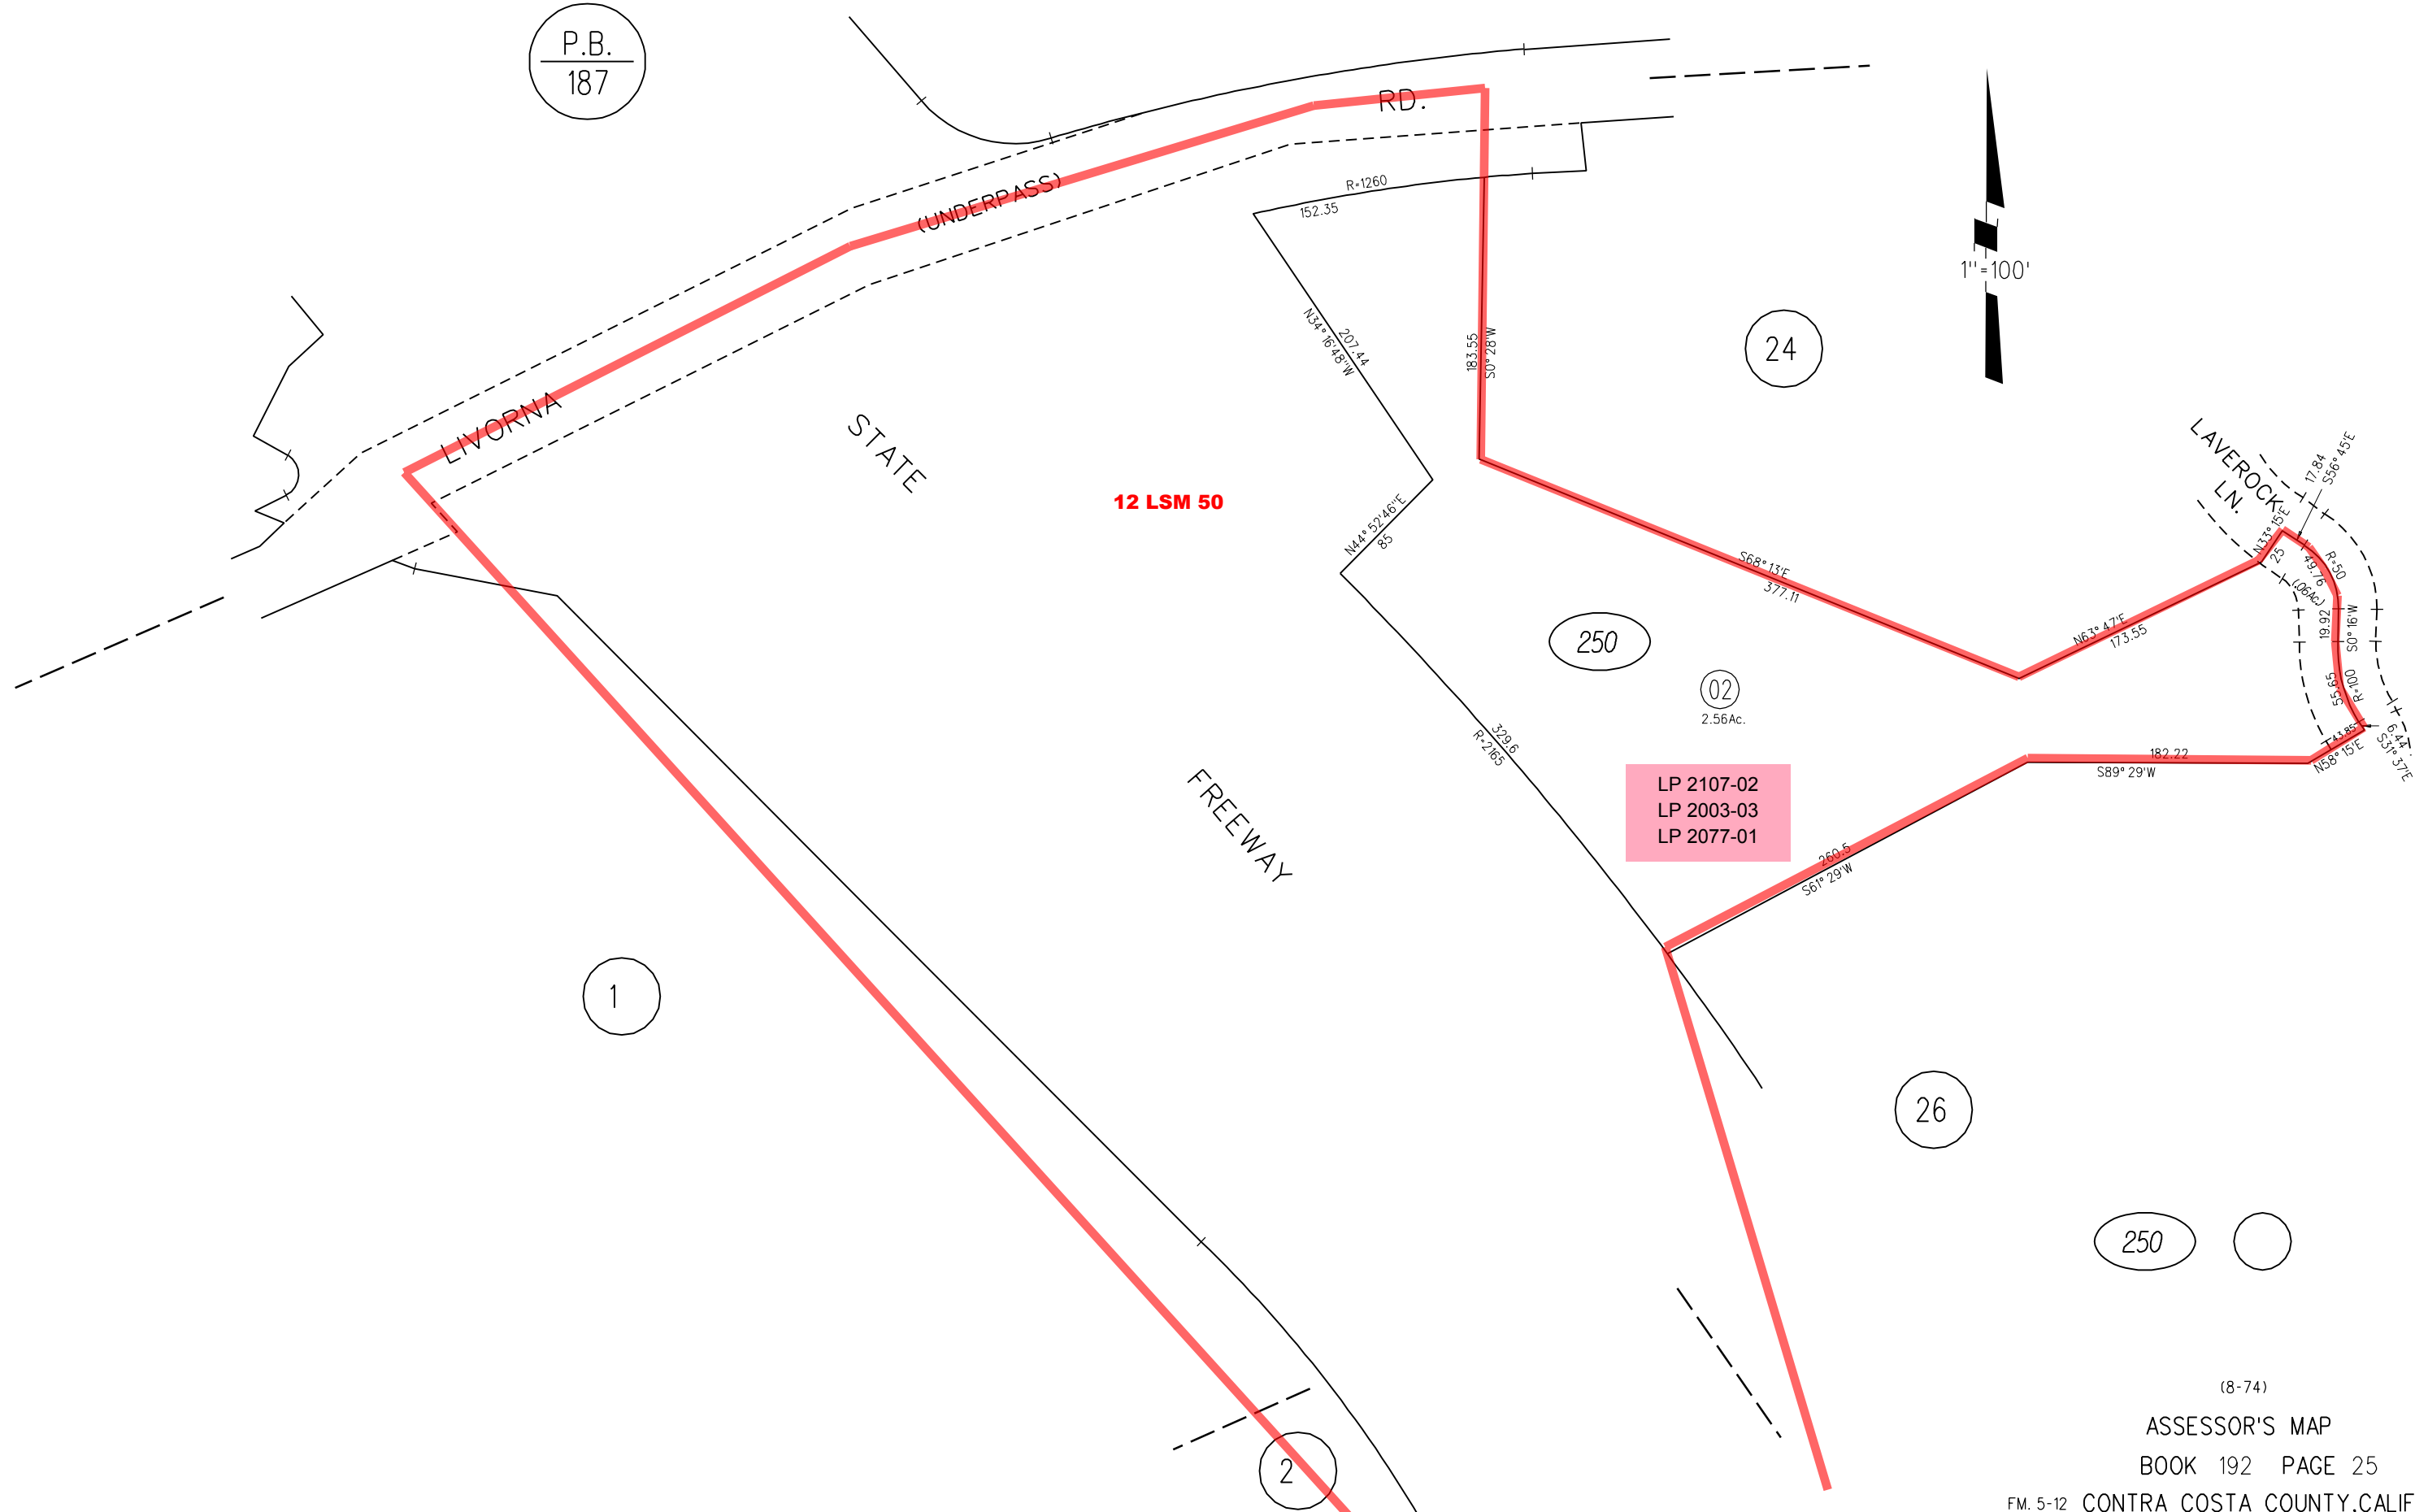 P.B.
187
RD.
(UNDERPASS)
LIVORNA
R=1260
152.35
1"=100'
183.55
S0°28'W
207.44
N34°16'48"W
24
STATE
12 LSM 50
N44°52'46"E
85
LAVEROCK
LN.
17.84
S56°45'E
N33°15'E
25
R=50
49.76
(.06Ac.)
S68°13'E
377.11
N63°47'E
173.55
19.92
S0°16'W
250
02
2.56Ac.
55.65
R=100
329.6
R=2165
43.85
N58°15'E
6.44
S31°37'E
182.22
S89°29'W
FREEWAY
LP 2107-02
LP 2003-03
LP 2077-01
260.5
S61°29'W
1
26
250
2
(8-74)
ASSESSOR'S MAP
BOOK 192 PAGE 25
FM. 5-12 CONTRA COSTA COUNTY,CALIF